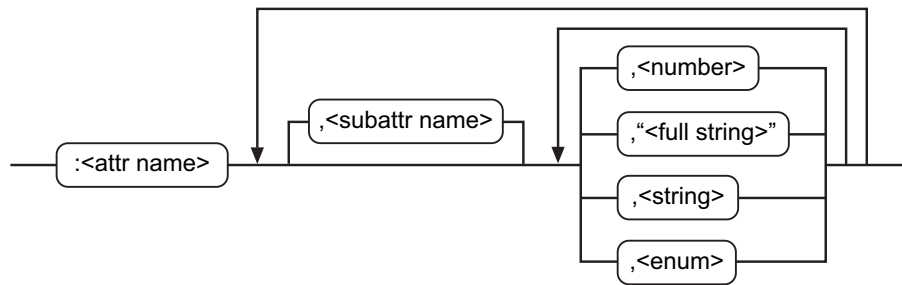 ,<number>
,<subattr name>
,“<full string>”
:<attr name>
,<string>
,<enum>